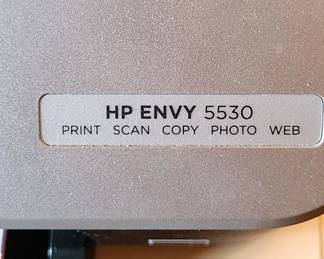 HP ENVY 5530
PRINT SCAN COPY PHOTO WEB